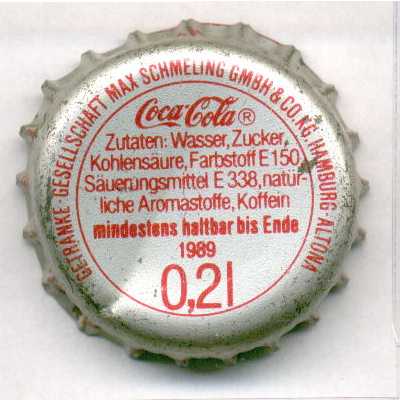 GETRÄNKE-GESELLSCHAFT MAX SCHMELING GMBH & CO KG HAMBURG-ALTONA
Coca-Cola ®
Zutaten: Wasser, Zucker,
Kohlensäure, Farbstoff E 150,
Säuerungsmittel E 338, natür-
liche Aromastoffe, Koffein
mindestens haltbar bis Ende
1989
0,2l